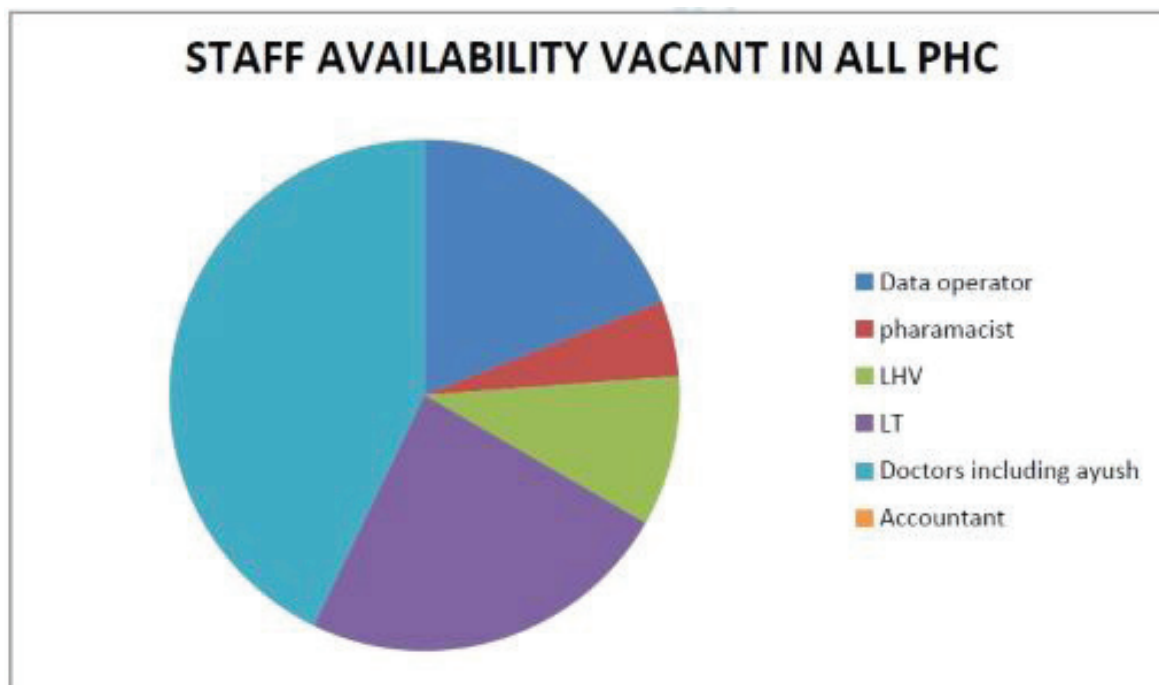 STAFF AVAILABILITY VACANT IN ALL PHC
Data operator
pharamacist
LHV
LT
Doctors including ayush
Accountant